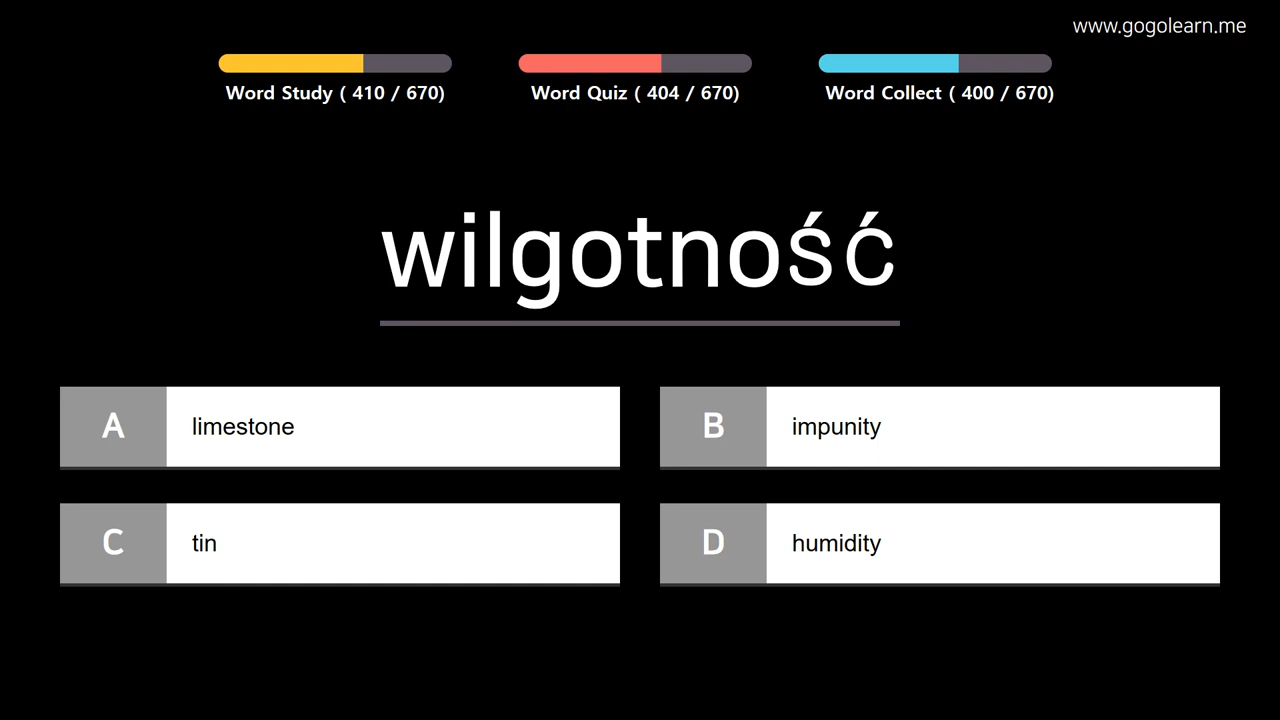 www.gogolearn.me
Word Study ( 410 / 670)
Word Quiz ( 404 / 670)
Word Collect ( 400 / 670)
wilgotność
A limestone
B impunity
C tin
D humidity